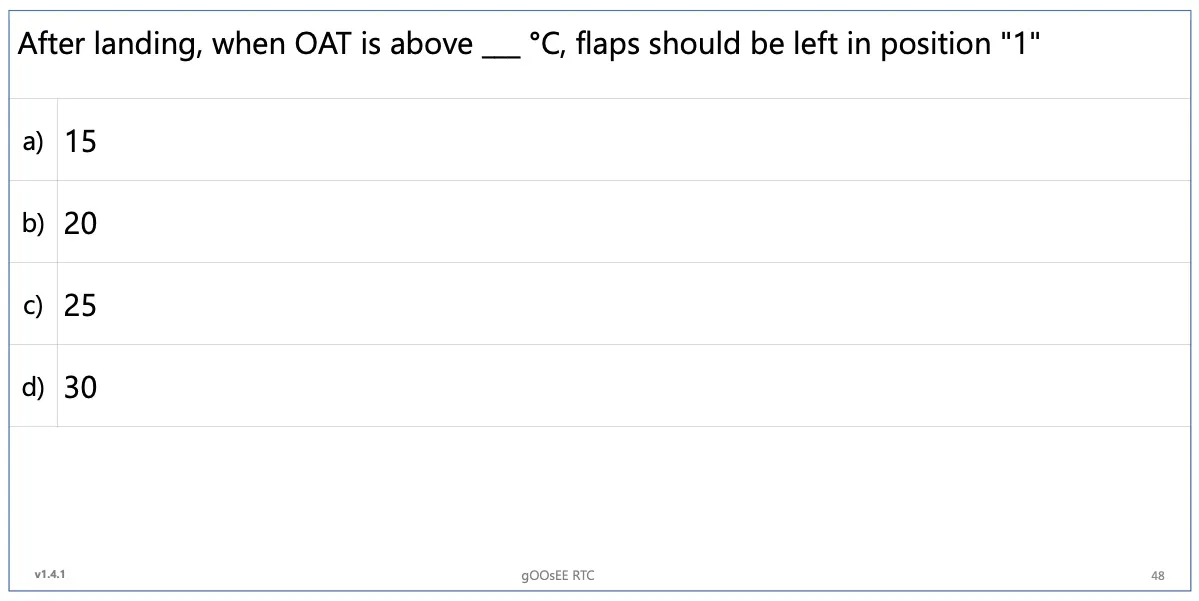 After landing, when OAT is above ___ °C, flaps should be left in position "1"
a) 15
b) 20
c) 25
d) 30
v1.4.1 gOOsEE RTC 48